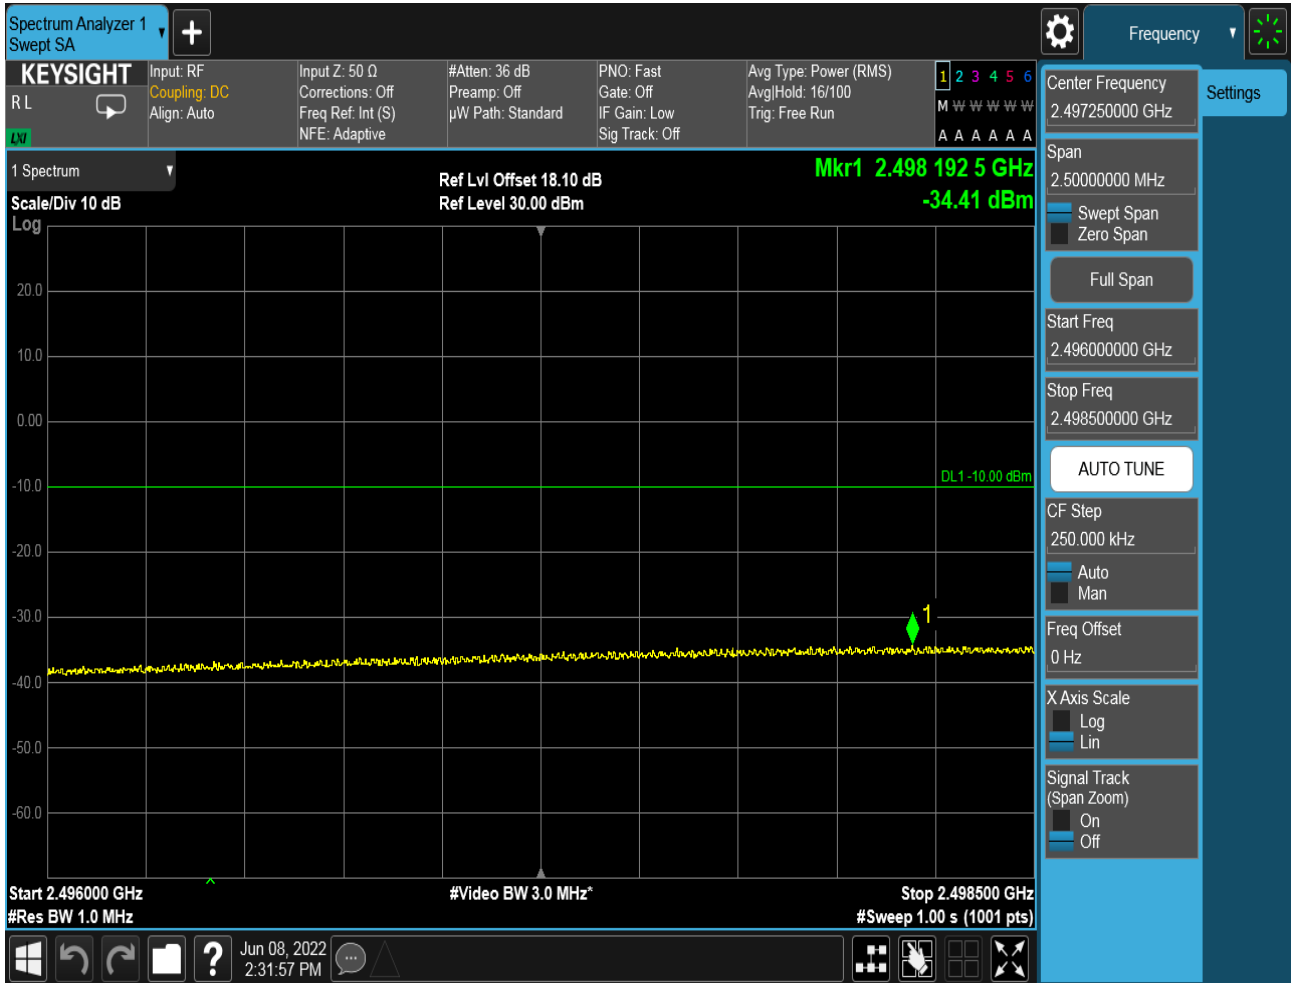 Spectrum Analyzer 1
Swept SA
Frequency
KEYSIGHT
R L
LXI
Input: RF
Coupling: DC
Align: Auto
Input Z: 50 Ω
Corrections: Off
Freq Ref: Int (S)
NFE: Adaptive
#Atten: 36 dB
Preamp: Off
µW Path: Standard
PNO: Fast
Gate: Off
IF Gain: Low
Sig Track: Off
Avg Type: Power (RMS)
Avg|Hold: 16/100
Trig: Free Run
1 2 3 4 5 6
M W W W W W
A A A A A A
1 Spectrum
Scale/Div 10 dB
Log
Ref Lvl Offset 18.10 dB
Ref Level 30.00 dBm
Mkr1 2.498 192 5 GHz
-34.41 dBm
20.0
10.0
0.00
-10.0
DL1 -10.00 dBm
-20.0
-30.0
1
-40.0
-50.0
-60.0
Start 2.496000 GHz
#Res BW 1.0 MHz
#Video BW 3.0 MHz*
Stop 2.498500 GHz
#Sweep 1.00 s (1001 pts)
Jun 08, 2022
2:31:57 PM
Center Frequency
2.497250000 GHz
Settings
Span
2.50000000 MHz
Swept Span
Zero Span
Full Span
Start Freq
2.496000000 GHz
Stop Freq
2.498500000 GHz
AUTO TUNE
CF Step
250.000 kHz
Auto
Man
Freq Offset
0 Hz
X Axis Scale
Log
Lin
Signal Track
(Span Zoom)
On
Off